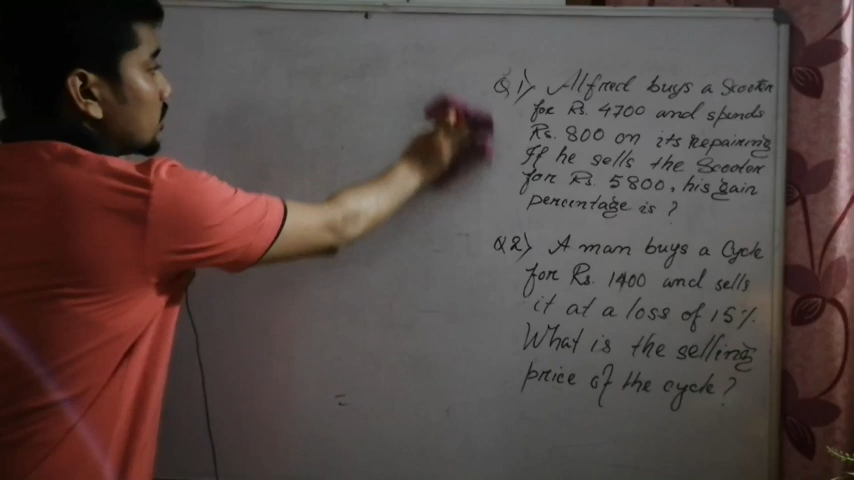 Q1) Alfred buys a Scooter
for Rs. 4700 and spends
Rs. 800 on its repairing
If he sells the Scooter
for Rs. 5800, his gain
percentage is ?
Q2) A man buys a Cycle
for Rs. 1400 and sells
it at a loss of 15%.
What is the selling
price of the cycle ?
=